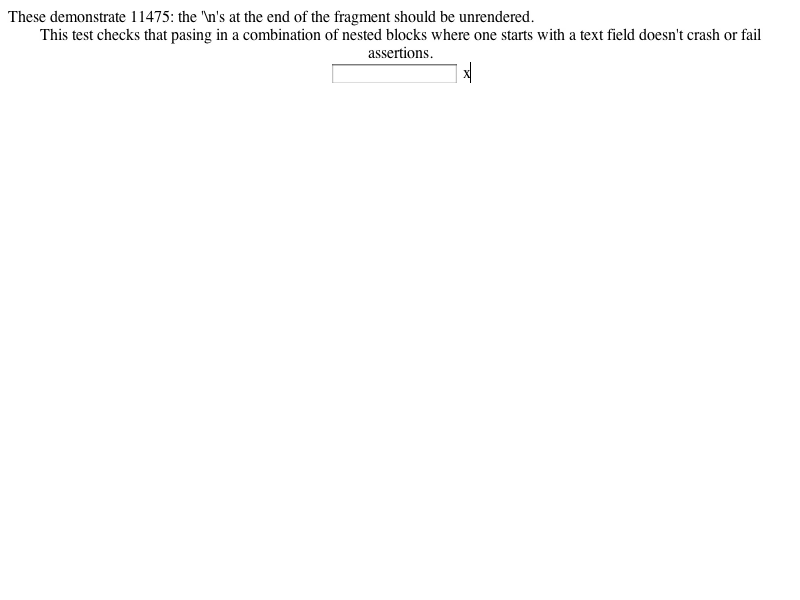 These demonstrate 11475: the '\n's at the end of the fragment should be unrendered.
This test checks that pasing in a combination of nested blocks where one starts with a text field doesn't crash or fail
assertions.
x